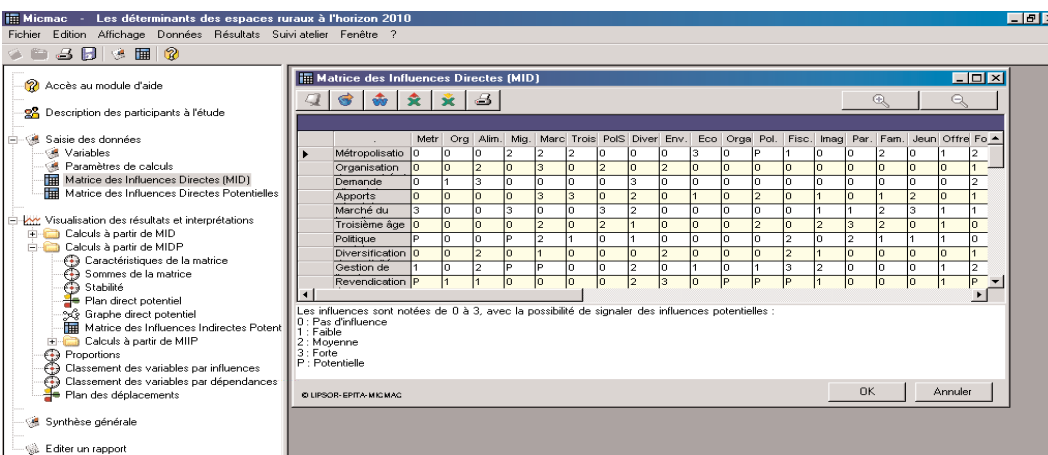 Micmac - Les déterminants des espaces ruraux à l'horizon 2010
Fichier Edition Affichage Données Résultats Suivi atelier Fenêtre ?
Accès au module d'aide
Description des participants à l'étude
Saisie des données
Variables
Paramètres de calculs
Matrice des Influences Directes (MID)
Matrice des Influences Directes Potentielles
Visualisation des résultats et interprétations
Calculs à partir de MID
Calculs à partir de MIDP
Caractéristiques de la matrice
Sommes de la matrice
Stabilité
Plan direct potentiel
Graphe direct potentiel
Matrice des Influences Indirectes Potent
Calculs à partir de MIIP
Proportions
Classement des variables par influences
Classement des variables par dépendances
Plan des déplacements
Synthèse générale
Editer un rapport
Matrice des Influences Directes (MID)
. Metr Org Alim. Mig. Marc Trois PolS Diver Env. Eco Orga Pol. Fisc. Imag Par. Fam. Jeun Offre Fo
Métropolisatio 0 0 0 2 2 2 0 0 0 3 0 P 1 0 0 2 0 1 2
Organisation 0 0 2 0 3 0 2 0 2 0 0 0 0 0 0 0 0 0 1
Demande 0 1 3 0 0 0 0 3 0 0 0 0 0 0 0 0 0 0 2
Apports 0 0 0 0 3 3 0 2 0 1 0 2 0 1 0 1 2 0 1
Marché du 3 0 0 3 0 0 3 2 0 0 0 0 0 1 1 2 3 1 1
Troisième âge 0 0 0 0 2 0 2 1 0 0 0 2 0 2 3 2 0 1 0
Politique P 0 0 P 2 1 0 1 0 0 0 0 2 0 2 1 1 1 0
Diversification 0 0 2 0 1 0 0 0 2 0 0 0 2 1 0 0 0 0 1
Gestion de 1 0 2 P P 0 0 2 0 1 0 1 3 2 0 0 0 1 2
Revendication P 1 1 0 0 0 0 2 3 0 P P P 1 0 0 0 1 P
Les influences sont notées de 0 à 3, avec la possibilité de signaler des influences potentielles :
0 : Pas d'influence
1 : Faible
2 : Moyenne
3 : Forte
P : Potentielle
© LIPSOR-EPITA-MICMAC
OK Annuler